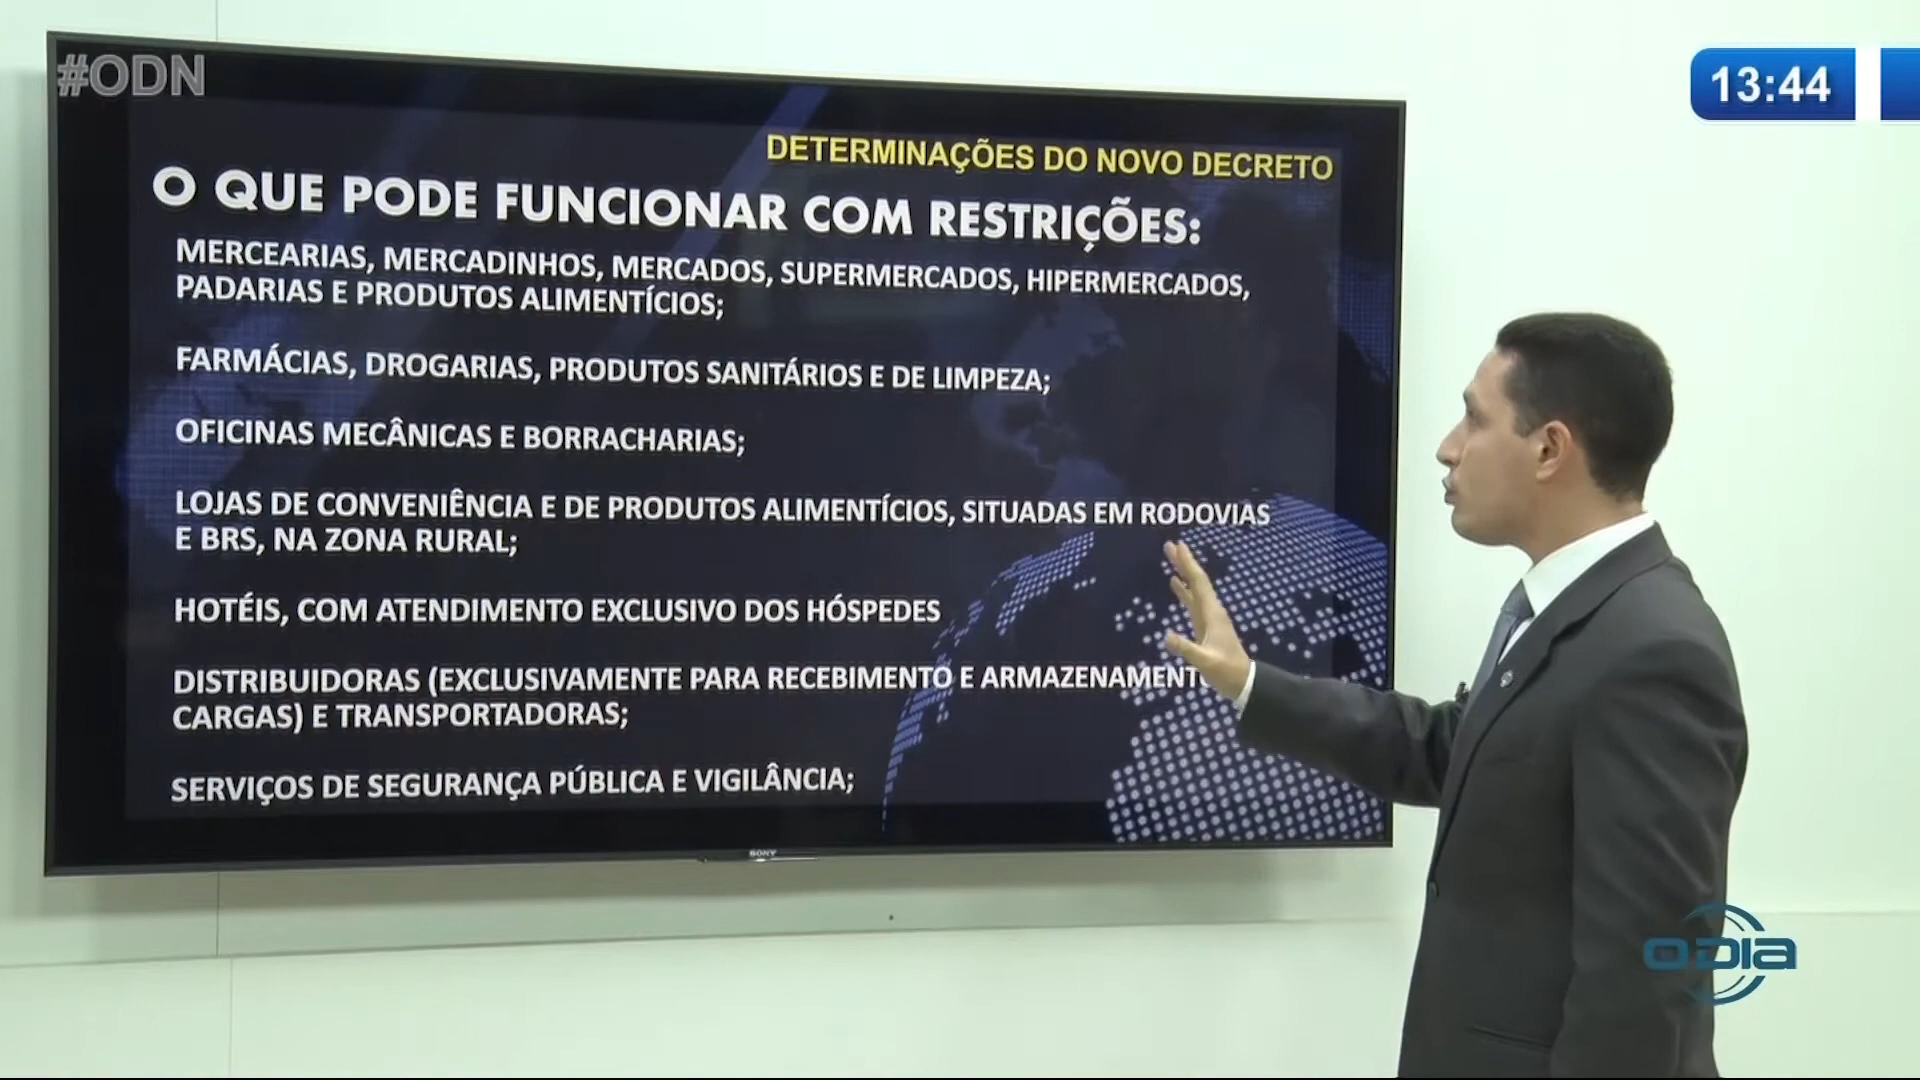 #ODN
13:44
DETERMINAÇÕES DO NOVO DECRETO
O QUE PODE FUNCIONAR COM RESTRIÇÕES:
MERCEARIAS, MERCADINHOS, MERCADOS, SUPERMERCADOS, HIPERMERCADOS,
PADARIAS E PRODUTOS ALIMENTÍCIOS;
FARMÁCIAS, DROGARIAS, PRODUTOS SANITÁRIOS E DE LIMPEZA;
OFICINAS MECÂNICAS E BORRACHARIAS;
LOJAS DE CONVENIÊNCIA E DE PRODUTOS ALIMENTÍCIOS, SITUADAS EM RODOVIAS
E BRS, NA ZONA RURAL;
HOTÉIS, COM ATENDIMENTO EXCLUSIVO DOS HÓSPEDES
DISTRIBUIDORAS (EXCLUSIVAMENTE PARA RECEBIMENTO E ARMAZENAMENTO
CARGAS) E TRANSPORTADORAS;
SERVIÇOS DE SEGURANÇA PÚBLICA E VIGILÂNCIA;
SONY
O DIA